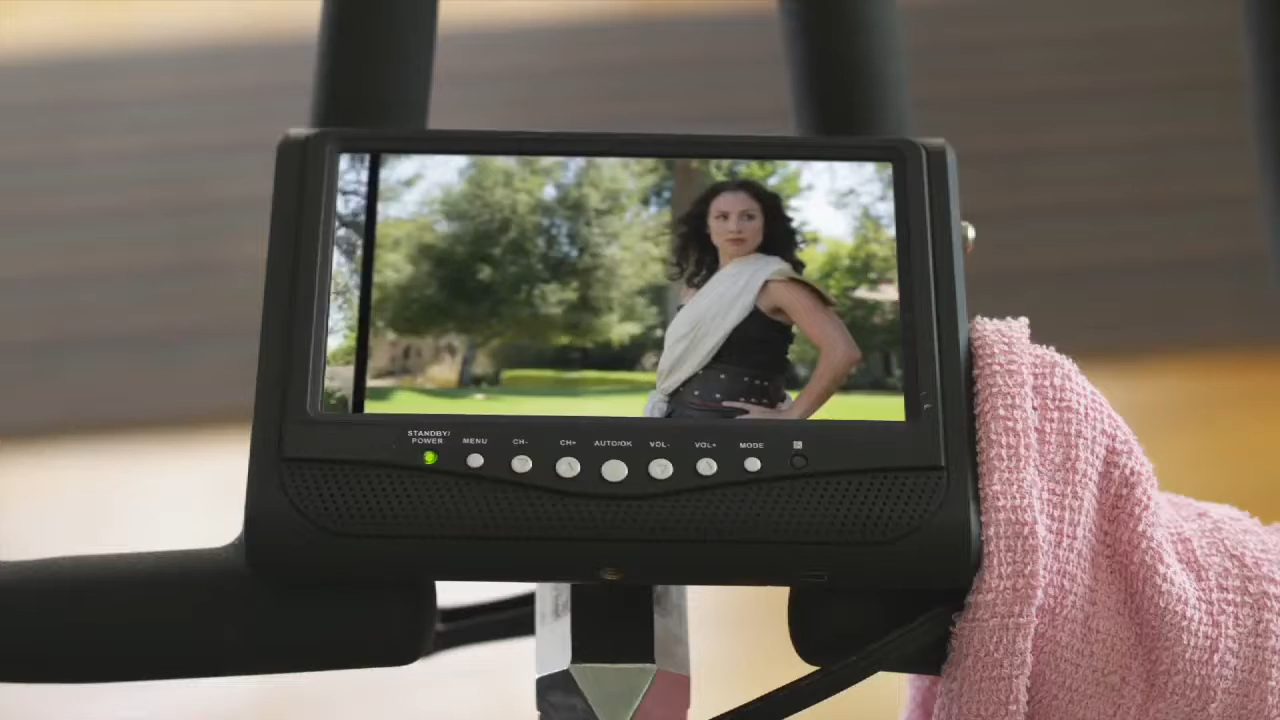 STANDBY/
POWER
MENU
CH-
CH+
AUTO/OK
VOL-
VOL+
MODE